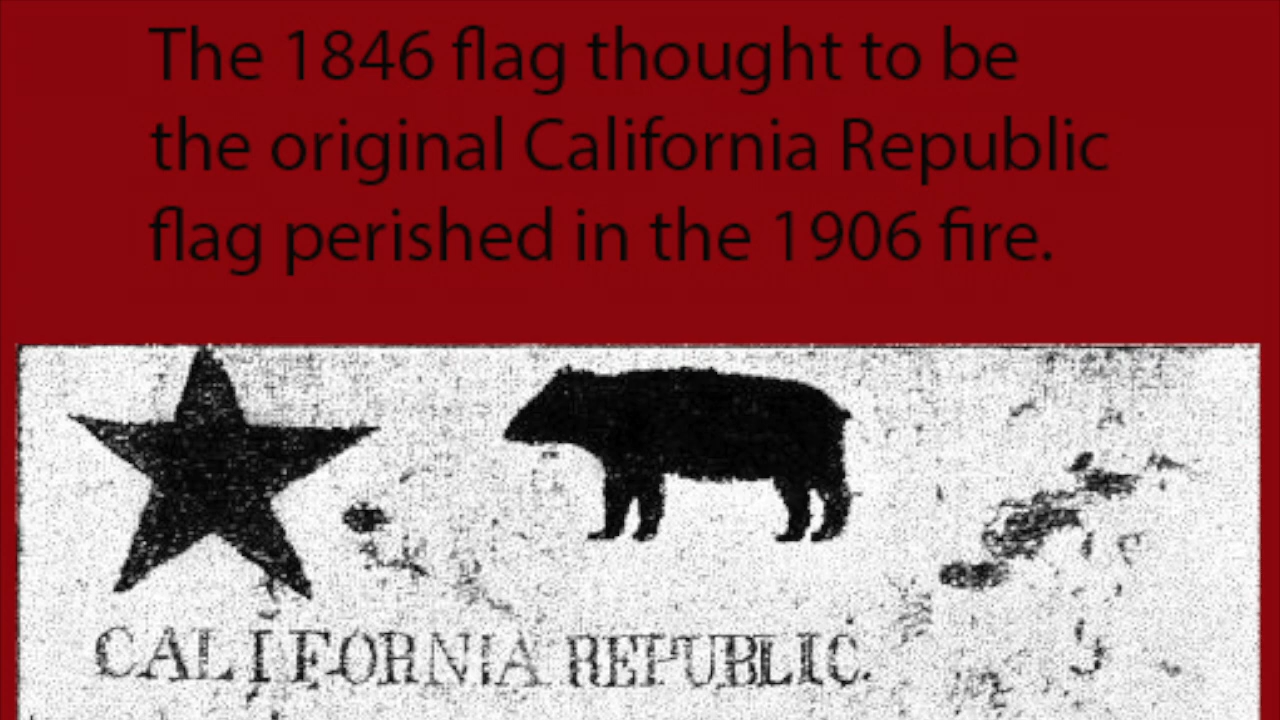 The 1846 flag thought to be
the original California Republic
flag perished in the 1906 fire.
CALIFORNIA REPUBLIC.